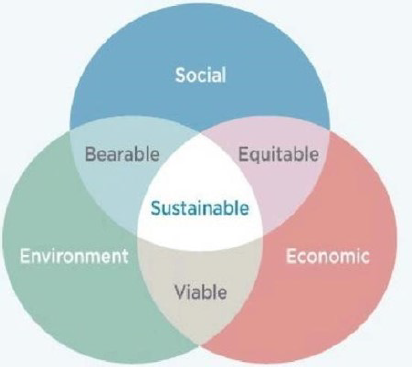 Social
Bearable
Equitable
Sustainable
Environment
Economic
Viable